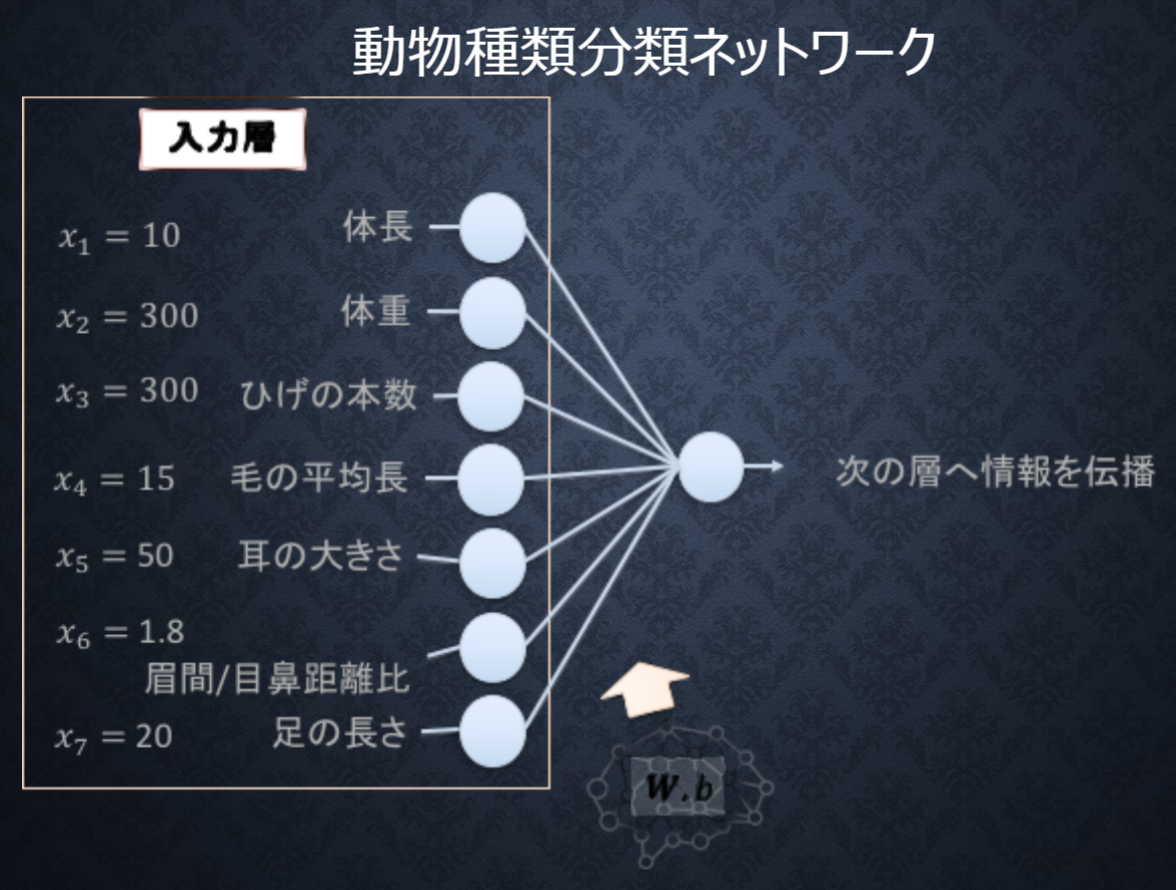 動物種類分類ネットワーク
入力層
x₁ = 10 体長
x₂ = 300 体重
x₃ = 300 ひげの本数
x₄ = 15 毛の平均長
x₅ = 50 耳の大きさ
x₆ = 1.8
眉間/目鼻距離比
x₇ = 20 足の長さ
次の層へ情報を伝播
W.b